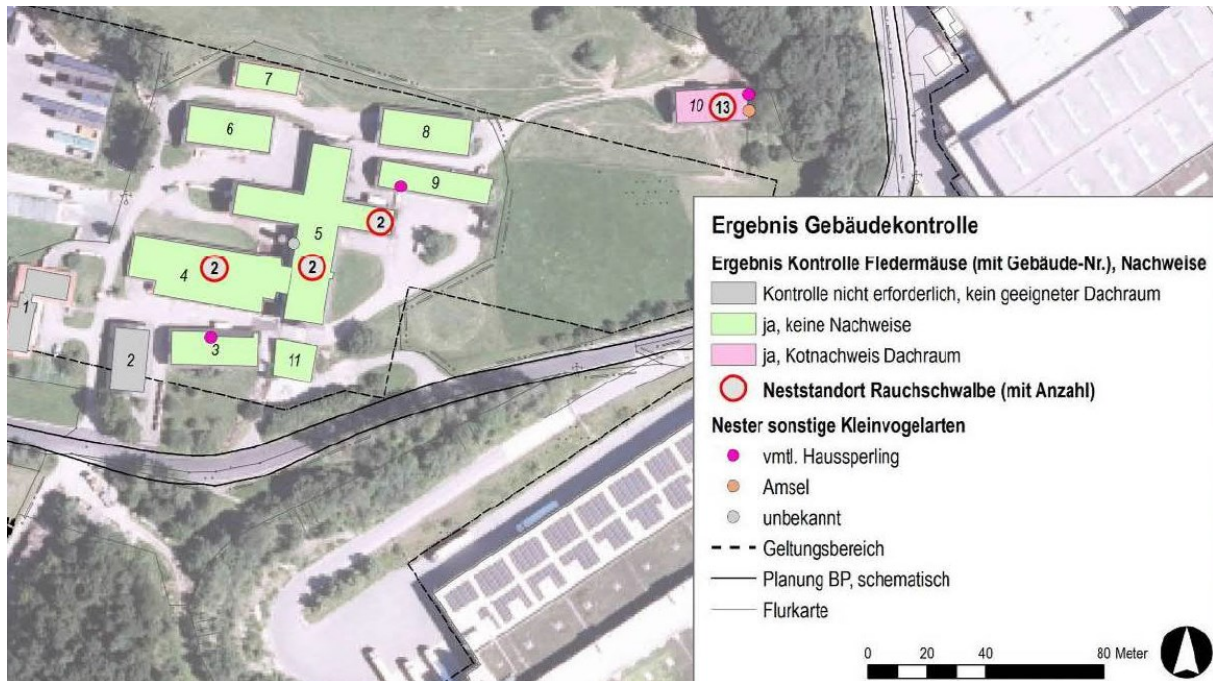 7
6
8
10
13
9
2
5
4
2
2
1
2
3
11
Ergebnis Gebäudekontrolle
Ergebnis Kontrolle Fledermäuse (mit Gebäude-Nr.), Nachweise
Kontrolle nicht erforderlich, kein geeigneter Dachraum
ja, keine Nachweise
ja, Kotnachweis Dachraum
Neststandort Rauchschwalbe (mit Anzahl)
Nester sonstige Kleinvogelarten
vmtl. Haussperling
Amsel
unbekannt
Geltungsbereich
Planung BP, schematisch
Flurkarte
0 20 40 80 Meter